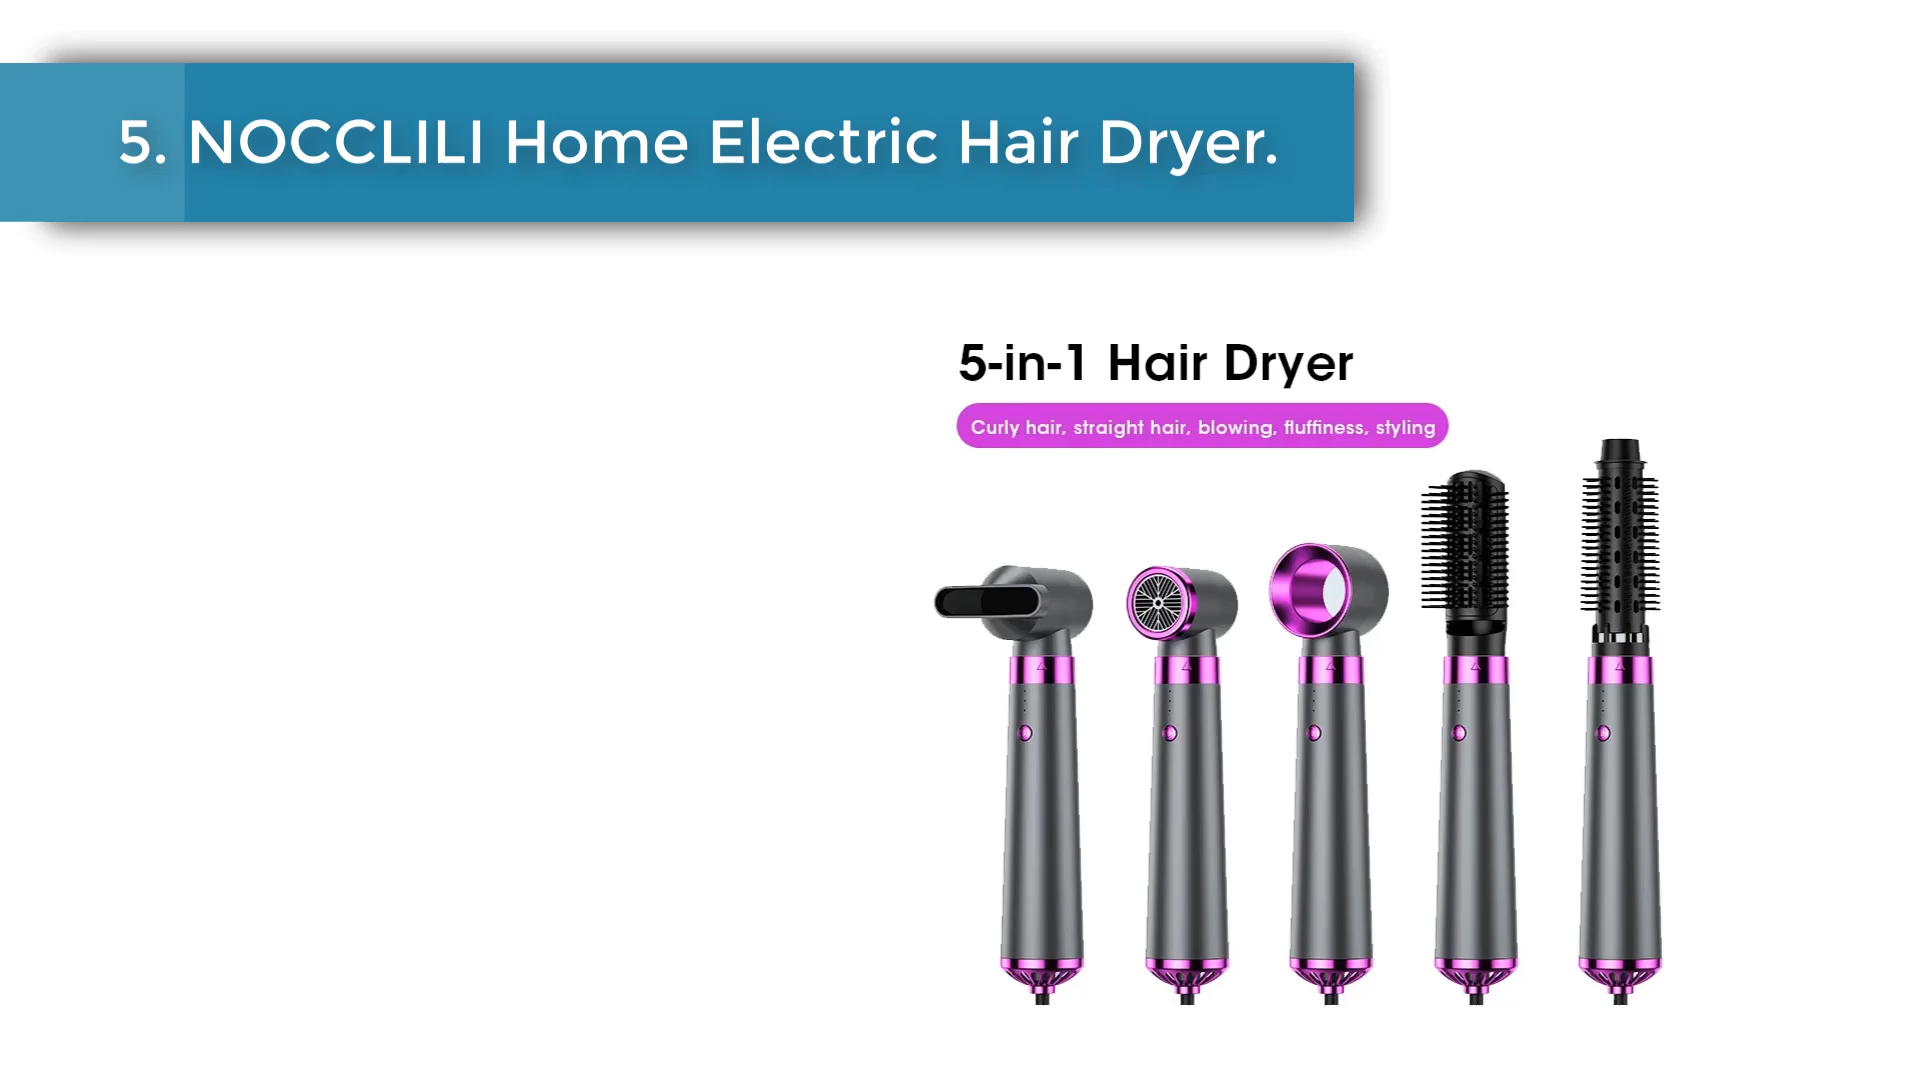 5. NOCCLILI Home Electric Hair Dryer.
5-in-1 Hair Dryer
Curly hair, straight hair, blowing, fluffiness, styling